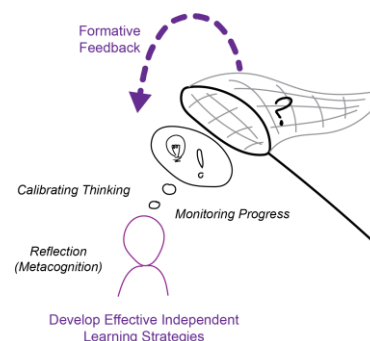 Formative
Feedback
?
!
Calibrating Thinking
Monitoring Progress
Reflection
(Metacognition)
Develop Effective Independent
Learning Strategies